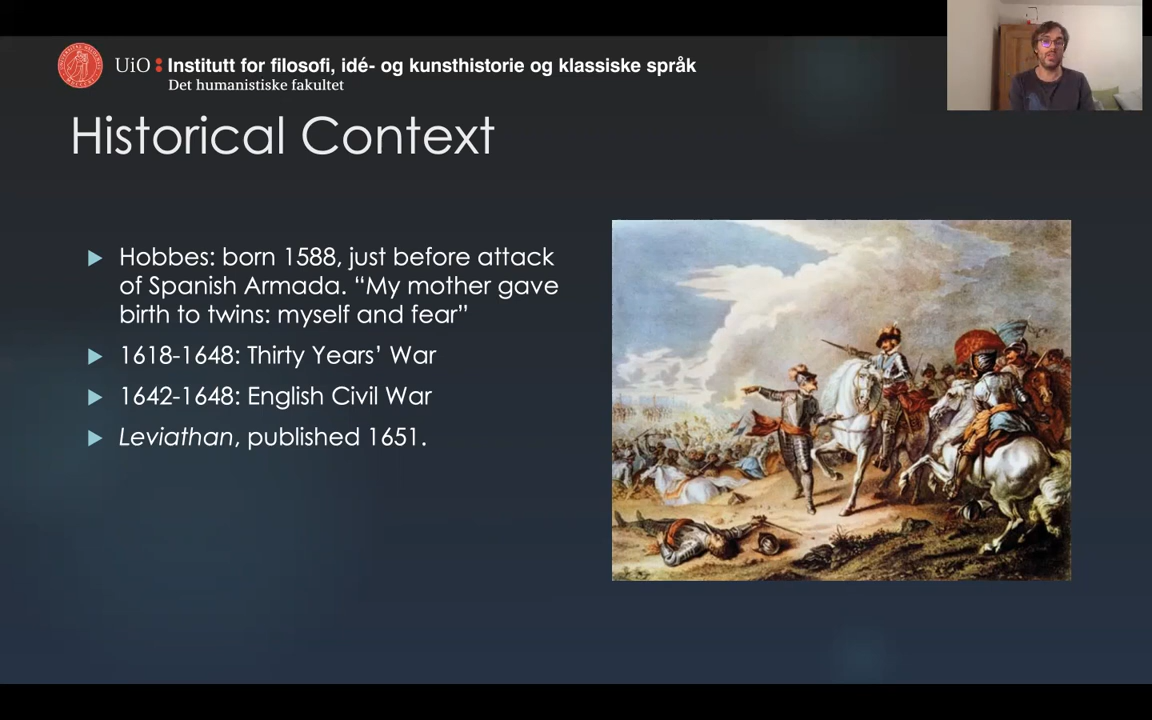 UiO : Institutt for filosofi, idé- og kunsthistorie og klassiske språk
Det humanistiske fakultet
Historical Context
Hobbes: born 1588, just before attack
of Spanish Armada. “My mother gave
birth to twins: myself and fear”
1618-1648: Thirty Years’ War
1642-1648: English Civil War
Leviathan, published 1651.